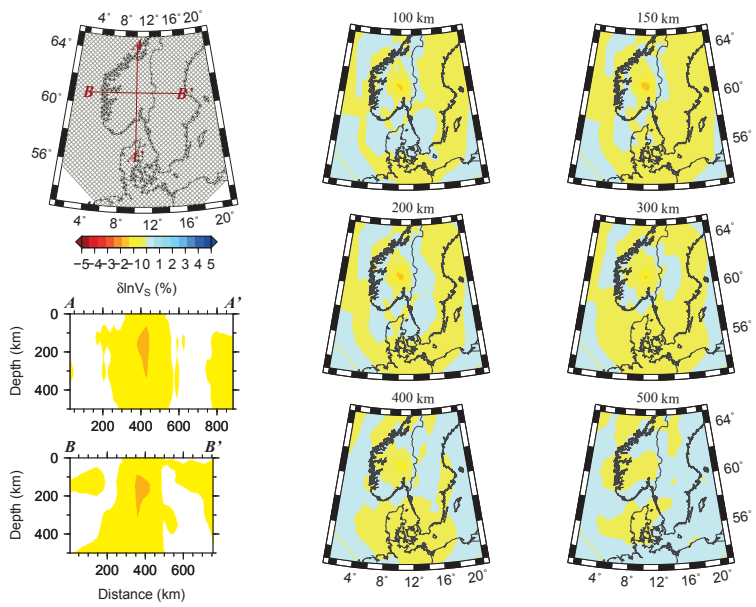 4° 8° 12° 16° 20°
64°
60°
56°
A
B B'
A'
4° 8° 12° 16° 20°
−5−4−3−2−10 1 2 3 4 5
δlnVS (%)
A A'
0
200
400
Depth (km)
0 200 400 600 800
B B'
0
200
400
Depth (km)
0 200 400 600
Distance (km)
100 km
150 km
64°
60°
56°
200 km
300 km
64°
60°
56°
400 km
500 km
64°
60°
56°
4° 8° 12° 16° 20°
4° 8° 12° 16° 20°